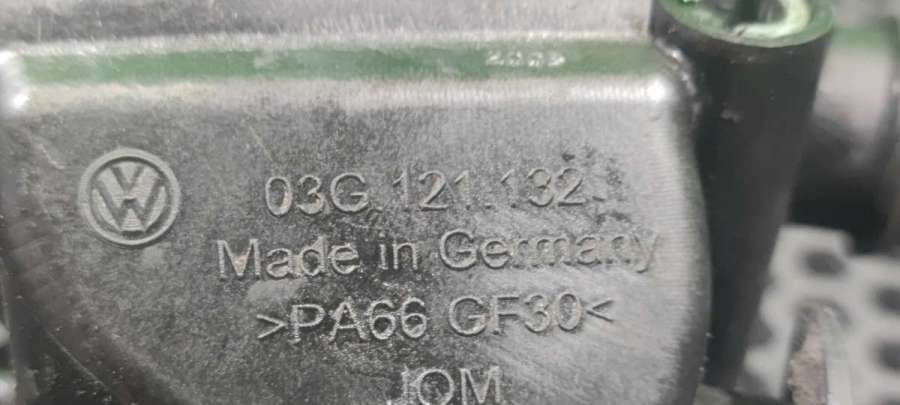 03G.121.132
Made in Germany
>PA66 GF30<
JOM